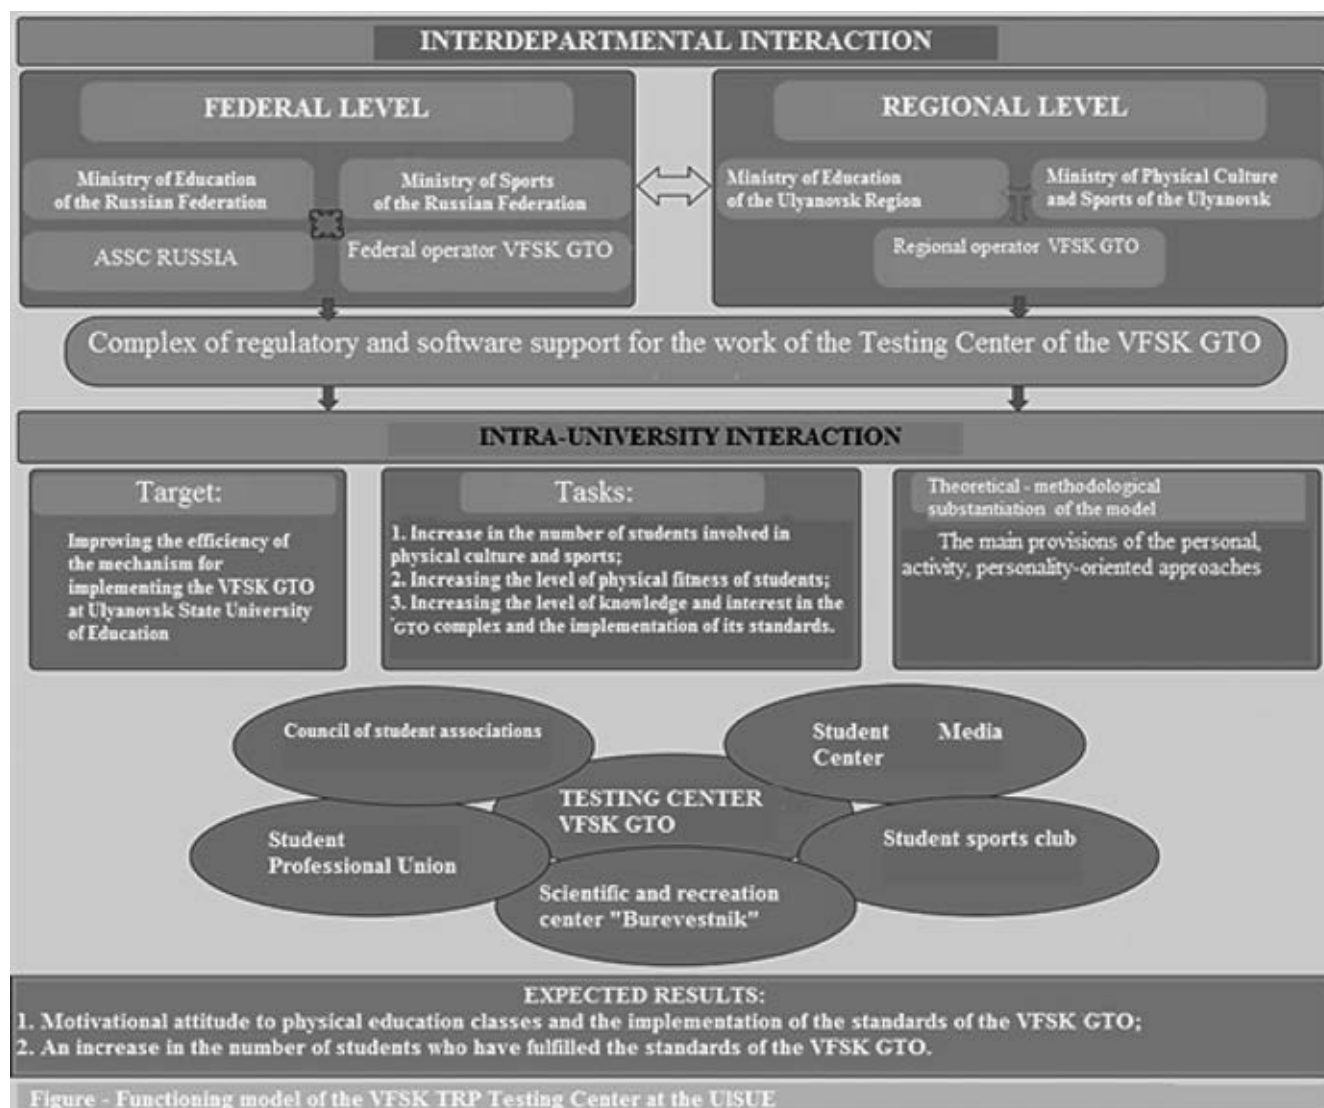 INTERDEPARTMENTAL INTERACTION
FEDERAL LEVEL
Ministry of Education
of the Russian Federation
Ministry of Sports
of the Russian Federation
ASSC RUSSIA
Federal operator VFSK GTO
REGIONAL LEVEL
Ministry of Education
of the Ulyanovsk Region
Ministry of Physical Culture
and Sports of the Ulyanovsk
Regional operator VFSK GTO
Complex of regulatory and software support for the work of the Testing Center of the VFSK GTO
INTRA-UNIVERSITY INTERACTION
Target:
Improving the efficiency of
the mechanism for
implementing the VFSK GTO
at Ulyanovsk State University
of Education
Tasks:
1. Increase in the number of students involved in
physical culture and sports;
2. Increasing the level of physical fitness of students;
3. Increasing the level of knowledge and interest in the
GTO complex and the implementation of its standards.
Theoretical - methodological
substantiation of the model
The main provisions of the personal,
activity, personality-oriented approaches
Council of student associations
Student Media
Center
TESTING CENTER
VFSK GTO
Student
Professional Union
Student sports club
Scientific and recreation
center "Burevestnik"
EXPECTED RESULTS:
1. Motivational attitude to physical education classes and the implementation of the standards of the VFSK GTO;
2. An increase in the number of students who have fulfilled the standards of the VFSK GTO.
Figure - Functioning model of the VFSK TRP Testing Center at the UlSUE